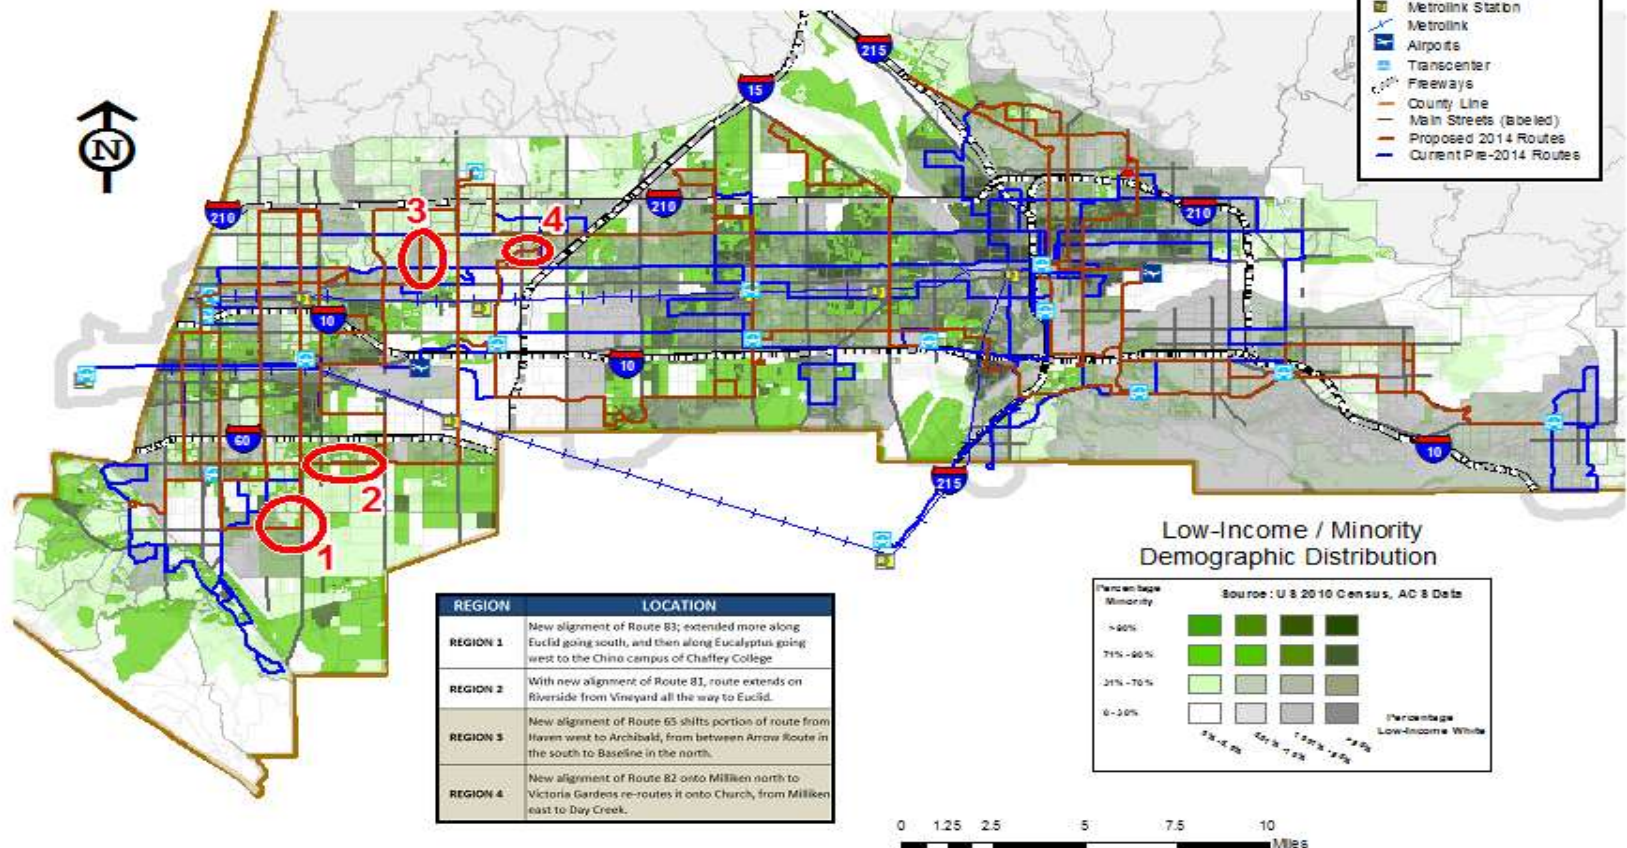 Metrolink Station
Metrolink
Airports
Transcenter
Freeways
County Line
Main Streets (labeled)
Proposed 2014 Routes
Current Pre-2014 Routes
215
15
N
210
3
4
210
210
10
10
60
2
1
10
215
Low-Income / Minority
Demographic Distribution
Percentage
Minority
Source: US 2010 Census, ACS Data
71% - 90%
31% - 70%
0 - 30%
Percentage
Low-Income White
REGION LOCATION
REGION 1 New alignment of Route 83; extended more along
Euclid going south, and then along Eucalyptus going
west to the Chino campus of Chaffey College
REGION 2 With new alignment of Route 81, route extends on
Riverside from Vineyard all the way to Euclid.
REGION 3 New alignment of Route 65 shifts portion of route from
Haven west to Archibald, from between Arrow Route in
the south to Baseline in the north.
REGION 4 New alignment of Route 82 onto Milliken north to
Victoria Gardens re-routes it onto Church, from Milliken
east to Day Creek.
0 1.25 2.5 5 7.5 10
Miles